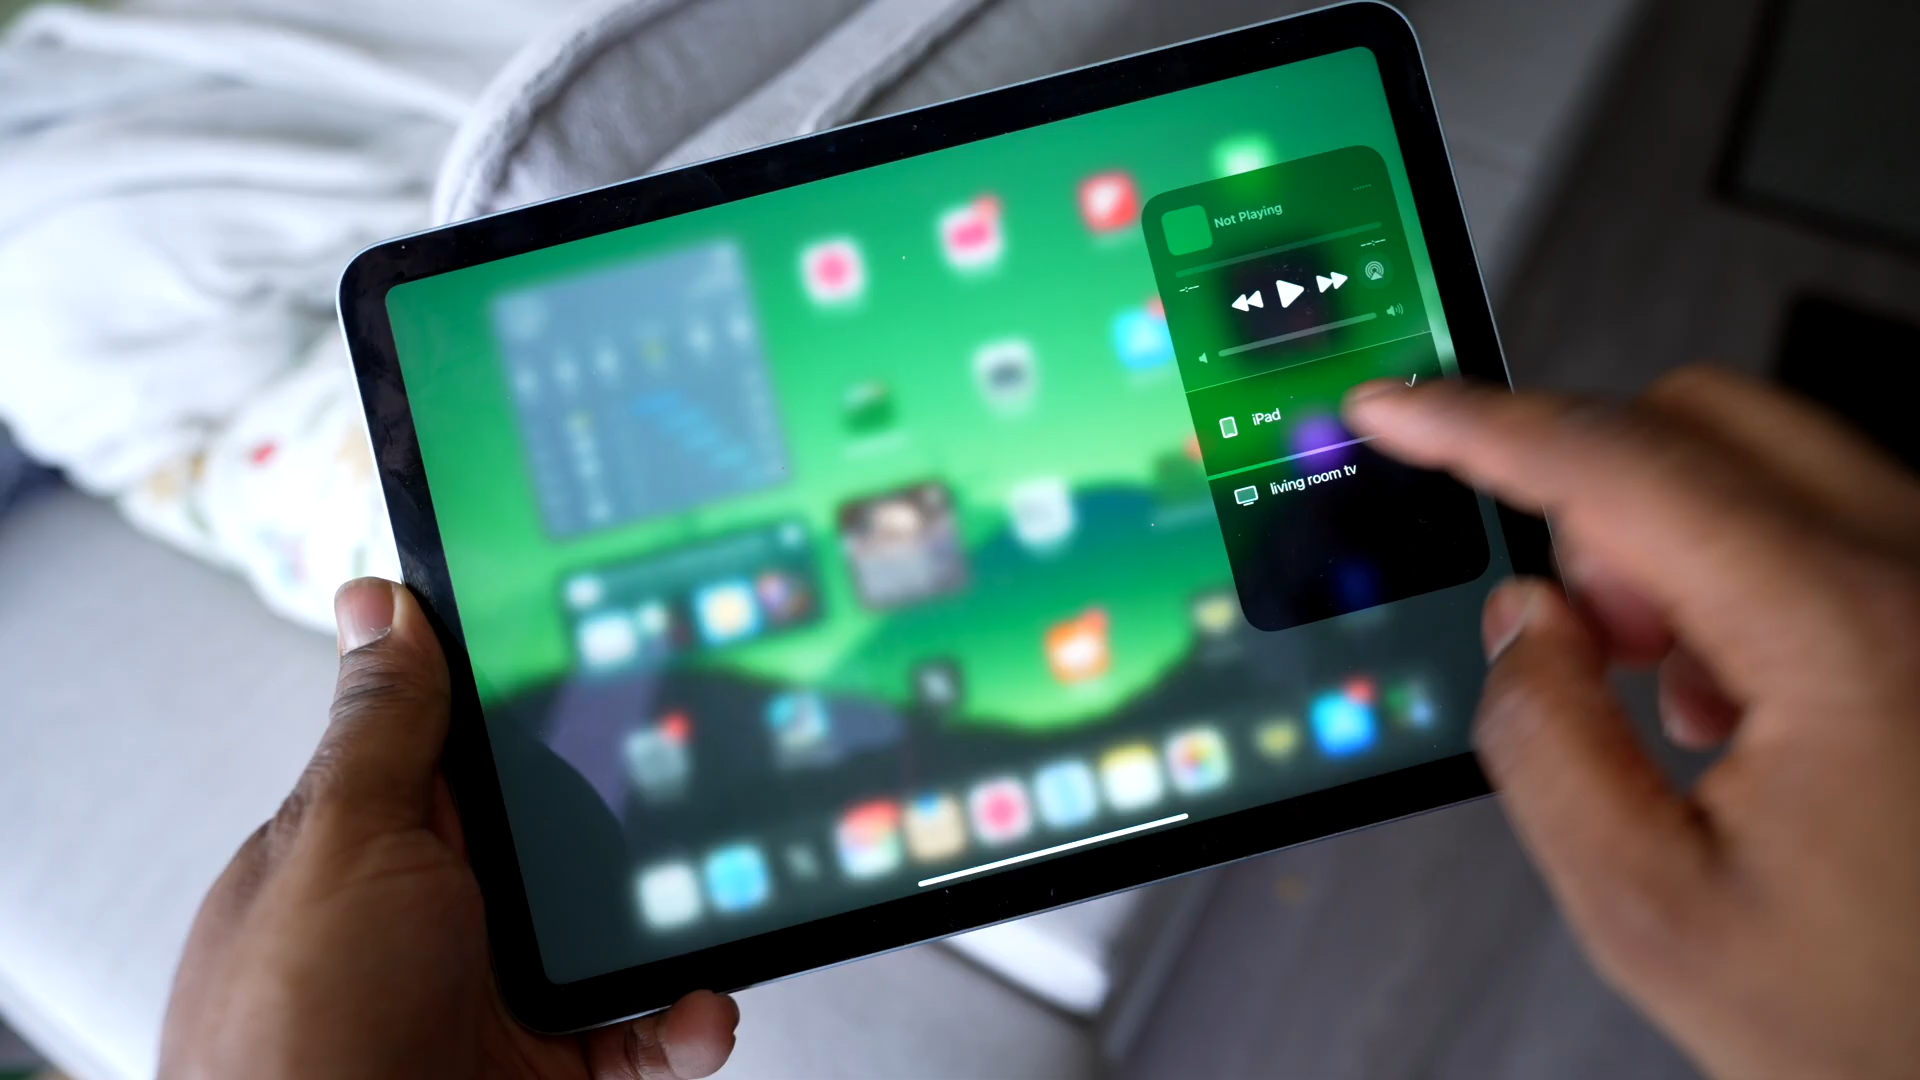 Not Playing
--:--
--:--
iPad
living room tv